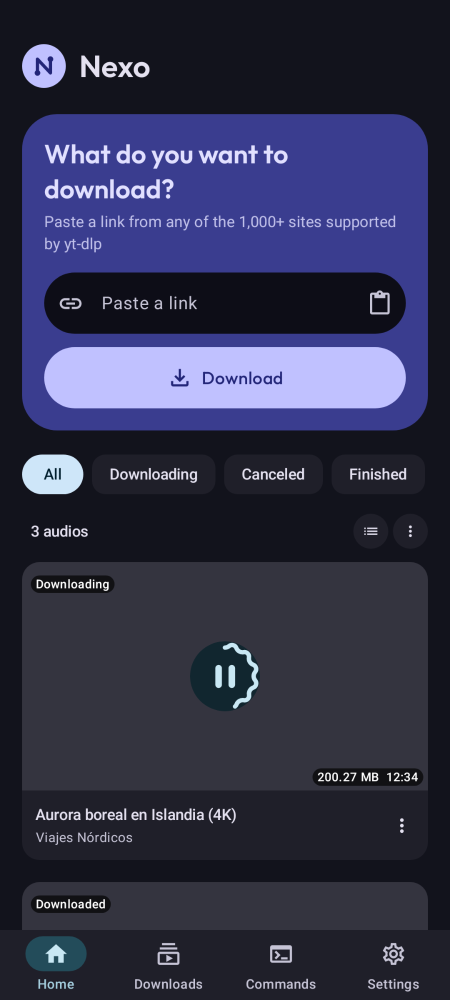 Nexo
What do you want to
download?
Paste a link from any of the 1,000+ sites supported
by yt-dlp
Paste a link
Download
All
Downloading
Canceled
Finished
3 audios
Downloading
200.27 MB 12:34
Aurora boreal en Islandia (4K)
Viajes Nórdicos
Downloaded
Home
Downloads
Commands
Settings